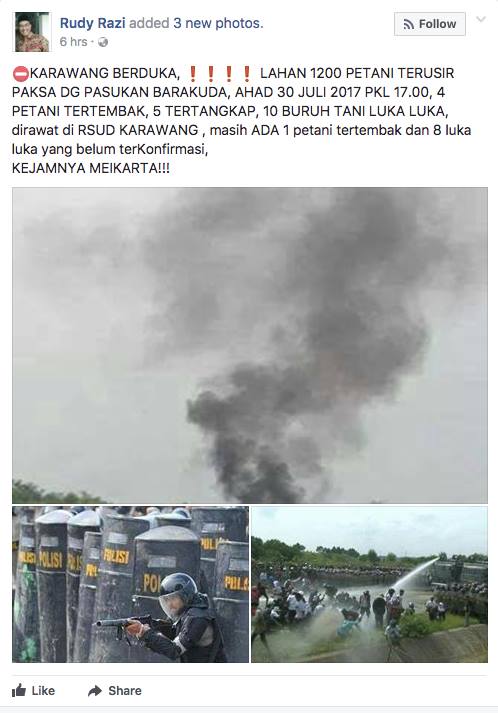 Rudy Razi added 3 new photos.
Follow
6 hrs ·
⛔KARAWANG BERDUKA, ❗❗❗❗ LAHAN 1200 PETANI TERUSIR
PAKSA DG PASUKAN BARAKUDA, AHAD 30 JULI 2017 PKL 17.00, 4
PETANI TERTEMBAK, 5 TERTANGKAP, 10 BURUH TANI LUKA LUKA,
dirawat di RSUD KARAWANG , masih ADA 1 petani tertembak dan 8 luka
luka yang belum terKonfirmasi,
KEJAMNYA MEIKARTA!!!
POLISI
POLISI
Like Share